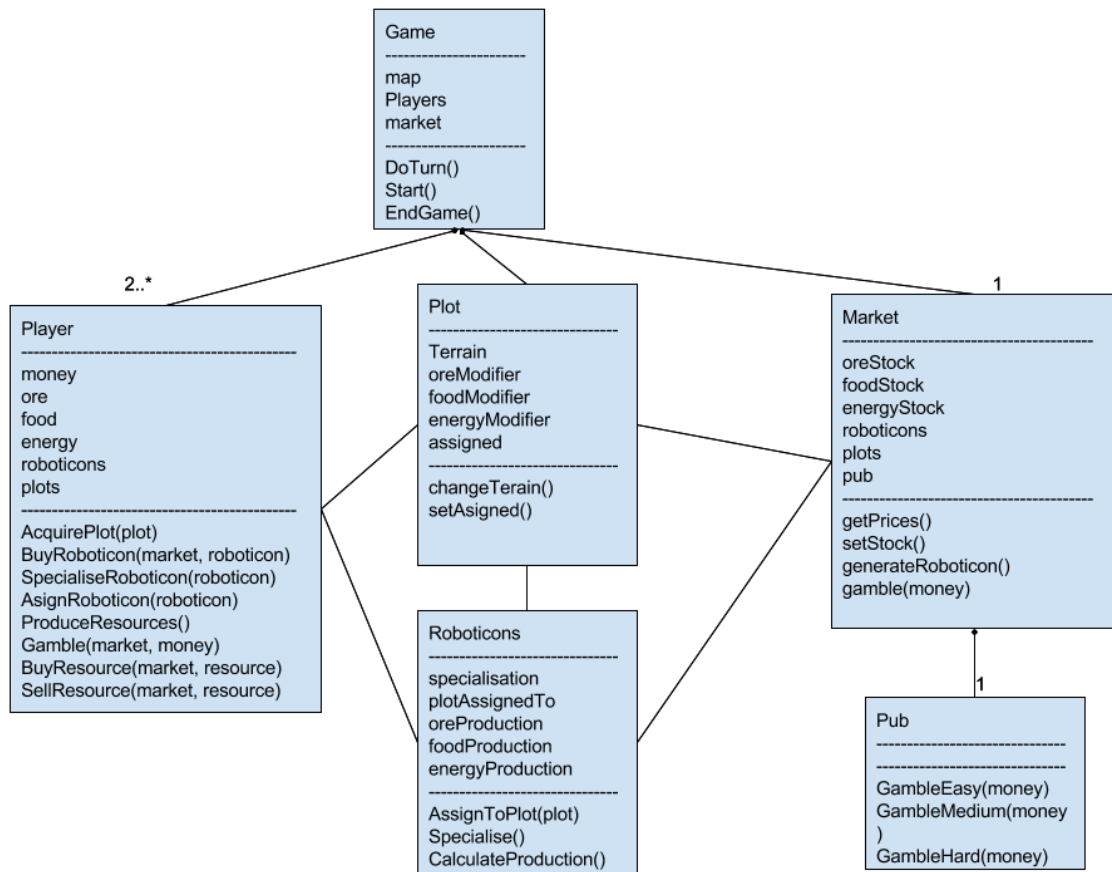 Game
------------------------
map
Players
market
------------------------
DoTurn()
Start()
EndGame()
2..*
1
Player
-----------------------------------------------
money
ore
food
energy
roboticons
plots
-----------------------------------------------
AcquirePlot(plot)
BuyRoboticon(market, roboticon)
SpecialiseRoboticon(roboticon)
AsignRoboticon(roboticon)
ProduceResources()
Gamble(market, money)
BuyResource(market, resource)
SellResource(market, resource)
Plot
--------------------------------
Terrain
oreModifier
foodModifier
energyModifier
assigned
--------------------------------
changeTerain()
setAsigned()
Market
-------------------------------------------
oreStock
foodStock
energyStock
roboticons
plots
pub
-------------------------------------------
getPrices()
setStock()
generateRoboticon()
gamble(money)
Roboticons
--------------------------------
specialisation
plotAssignedTo
oreProduction
foodProduction
energyProduction
--------------------------------
AssignToPlot(plot)
Specialise()
CalculateProduction()
1
Pub
--------------------------------
--------------------------------
GambleEasy(money)
GambleMedium(money
)
GambleHard(money)